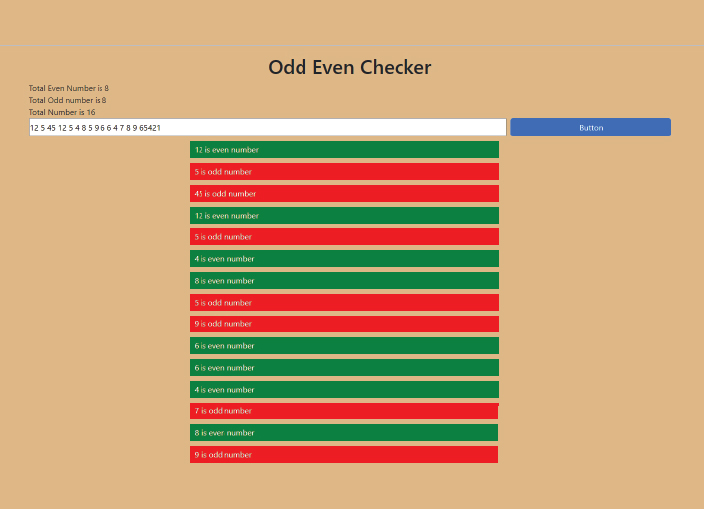 Odd Even Checker
Total Even Number is 8
Total Odd number is 8
Total Number is 16
12 5 45 12 5 4 8 5 9 6 6 4 7 8 9 65421
Button
12 is even number
5 is odd number
45 is odd number
12 is even number
5 is odd number
4 is even number
8 is even number
5 is odd number
9 is odd number
6 is even number
6 is even number
4 is even number
7 is odd number
8 is even number
9 is odd number